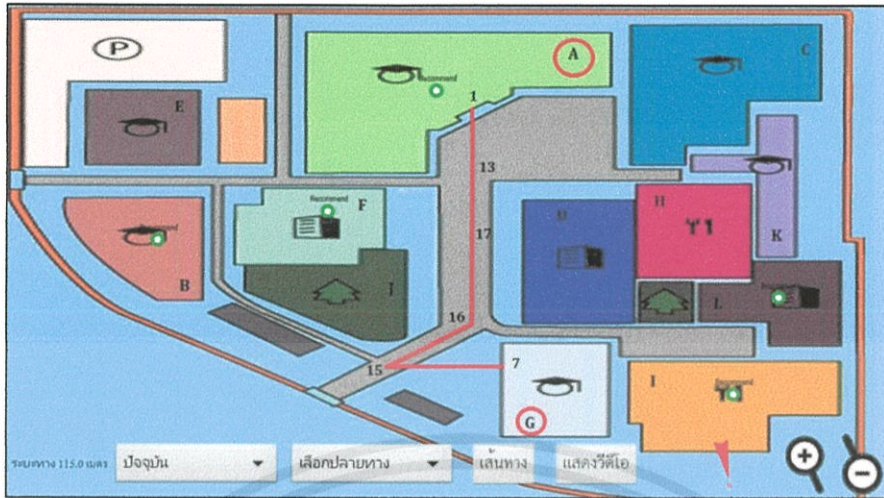 P
A
C
E
Recomend
1
13
F
Recomend
H
17
K
B
J
L
16
15
7
G
I
ระยะทาง 115.0 เมตร
ปัจจุบัน
เลือกปลายทาง
เส้นทาง
แสดงวีดีโอ